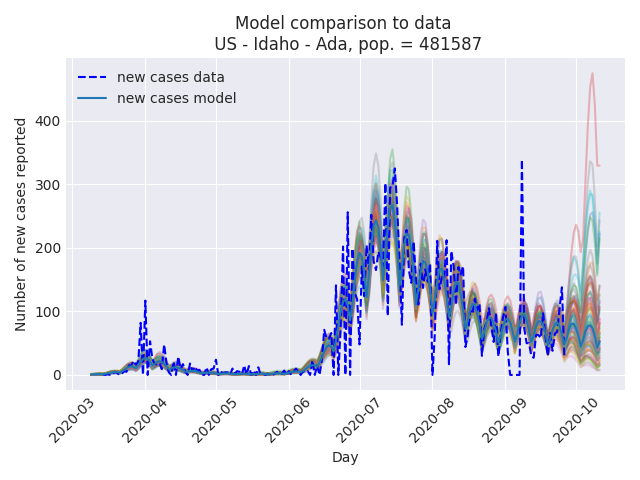 Model comparison to data
US - Idaho - Ada, pop. = 481587
new cases data
new cases model
Number of new cases reported
400
300
200
100
0
2020-03
2020-04
2020-05
2020-06
2020-07
2020-08
2020-09
2020-10
Day